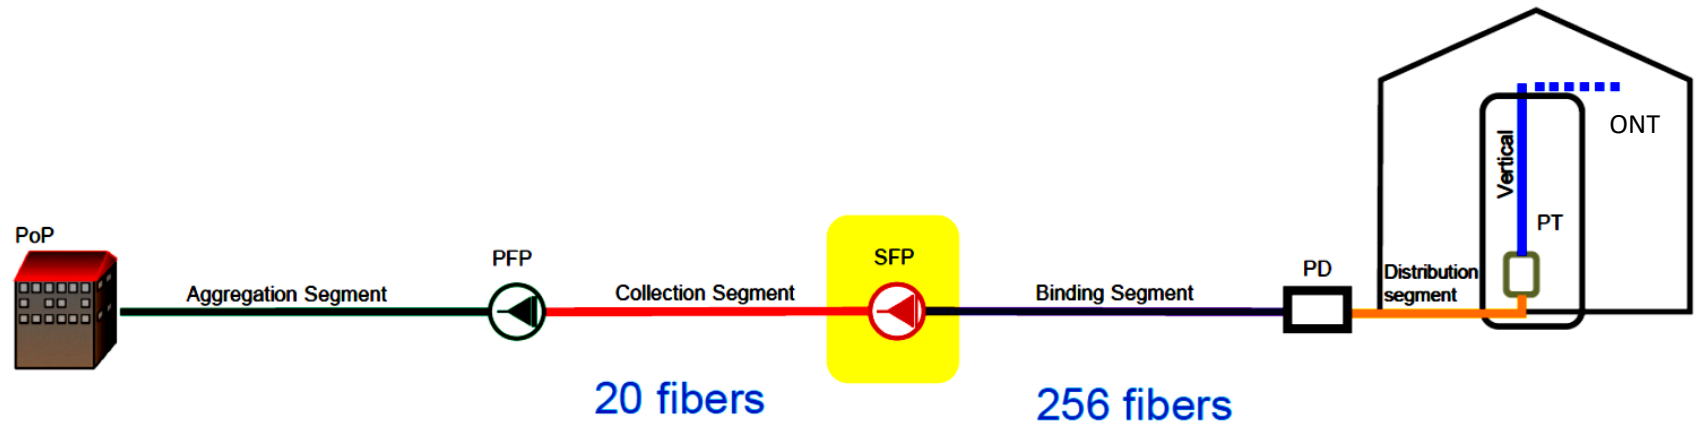 PoP
Aggregation Segment
PFP
Collection Segment
20 fibers
SFP
Binding Segment
256 fibers
PD
Distribution
segment
Vertical
PT
ONT